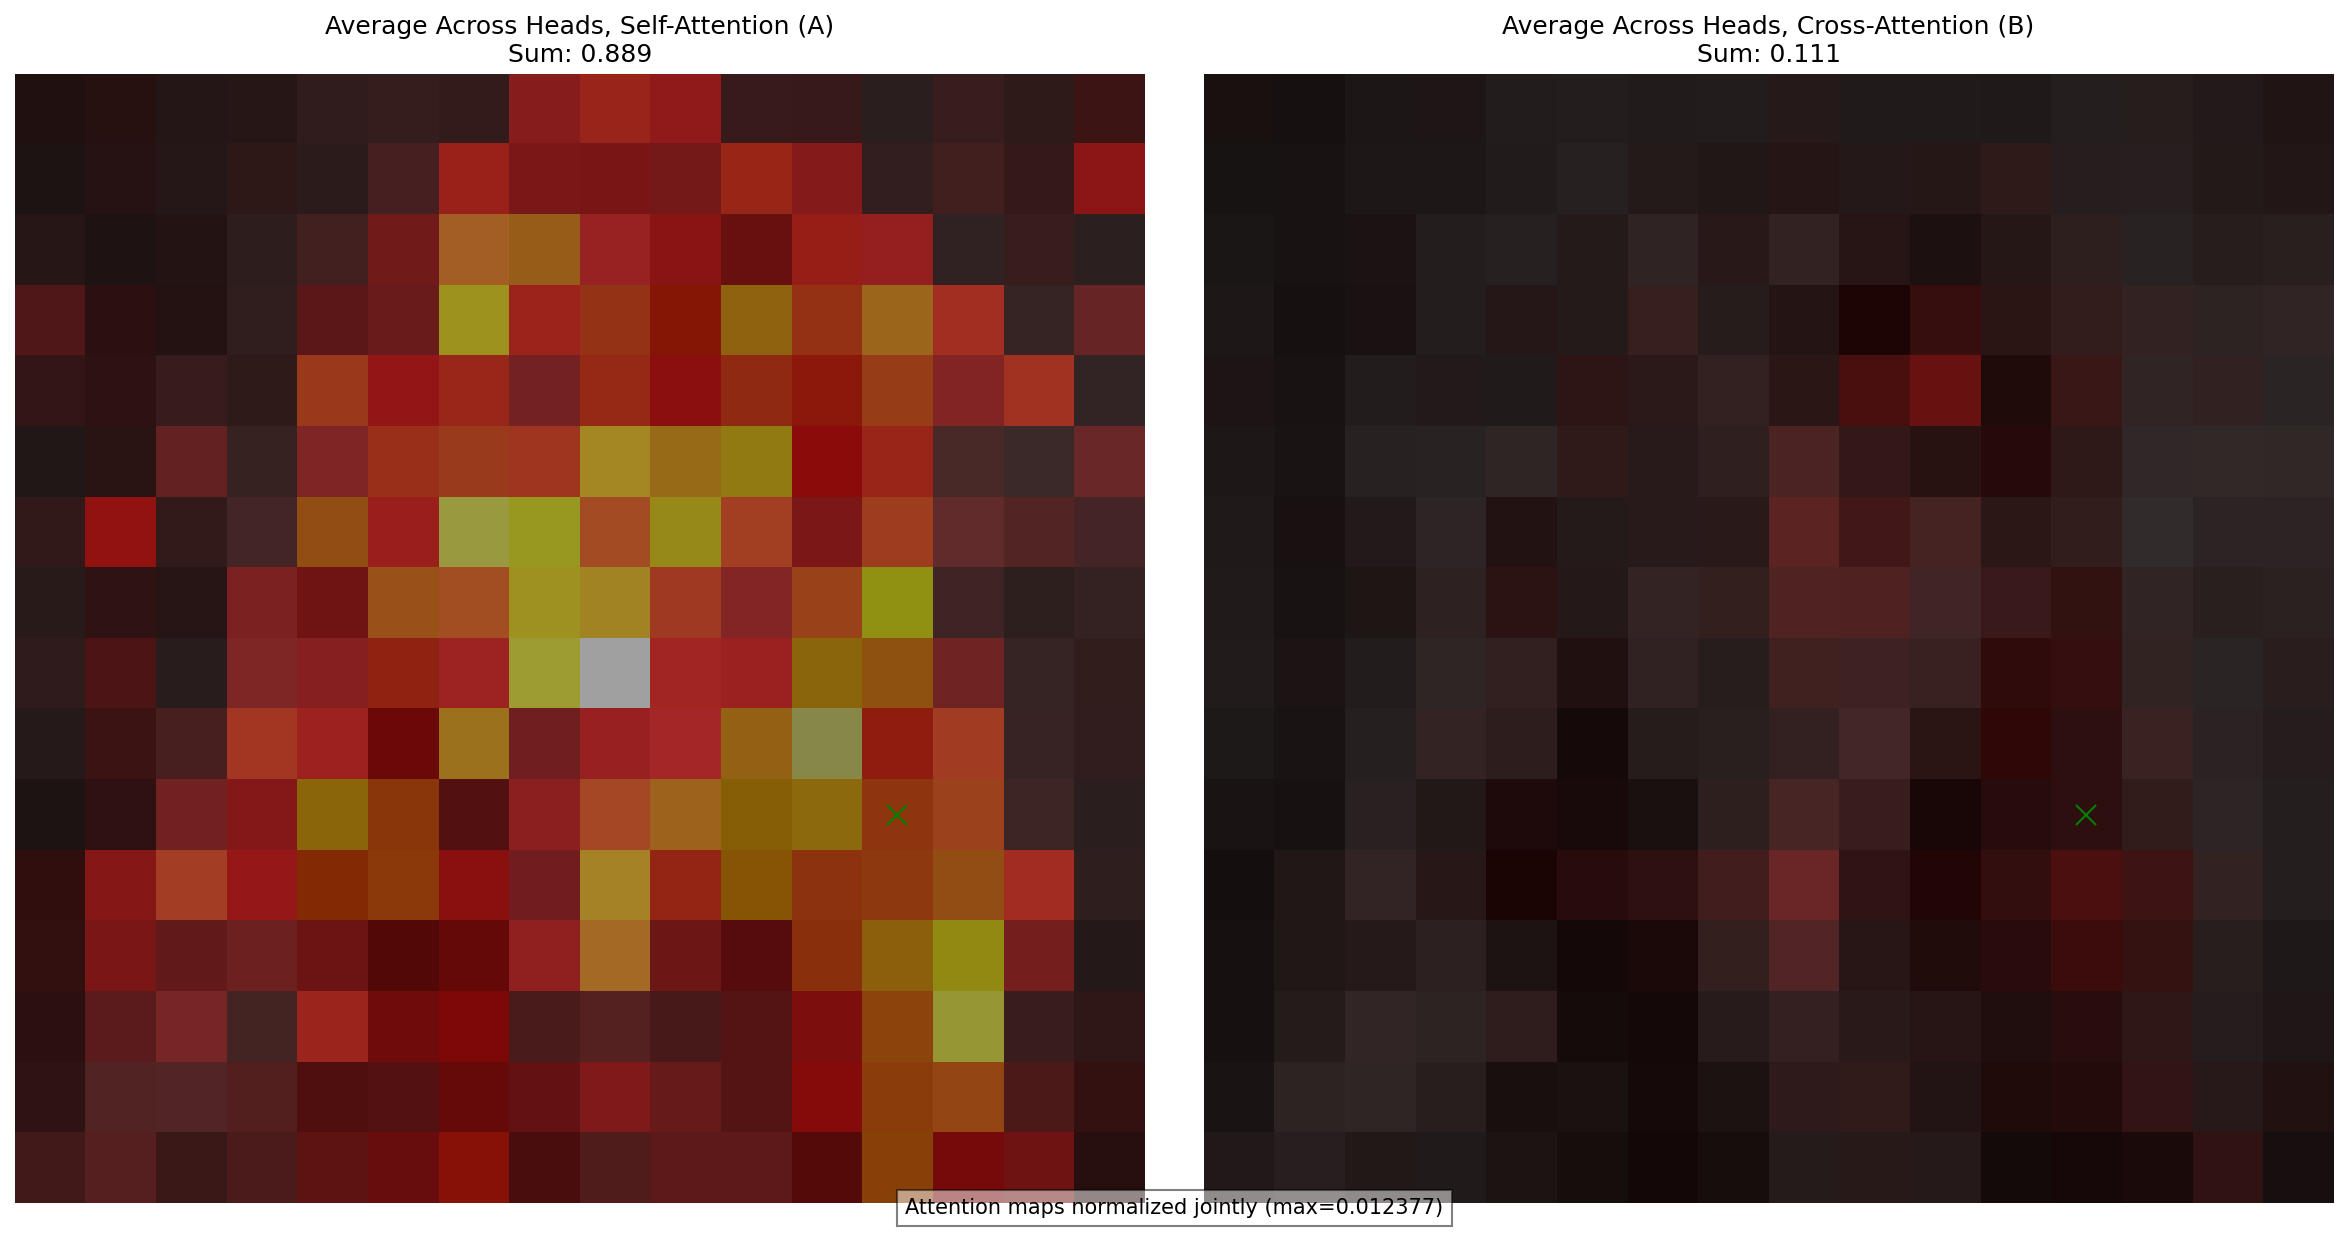 Average Across Heads, Self-Attention (A)
Sum: 0.889
Average Across Heads, Cross-Attention (B)
Sum: 0.111
Attention maps normalized jointly (max=0.012377)